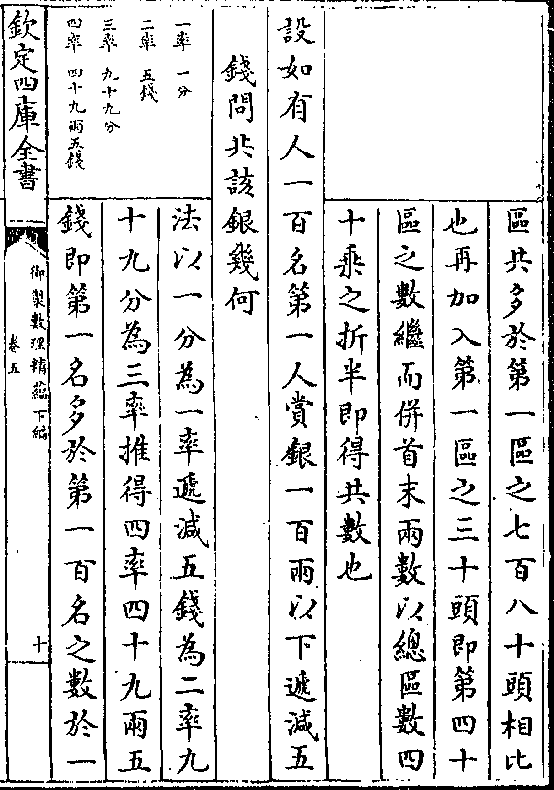 區共多於第一區之七百八十頭相比
也再加入第一區之三十頭即第四十
區之數繼而併首末兩數以總區數四
十乘之折半即得共數也
設如有人一百名第一人賞銀一百兩以下遞減五
錢問共該銀幾何
法以一分為一率遞減五錢為二率九
十九分為三率推得四率四十九兩五
錢即第一名多於第一百名之數於一
一率 一分
二率 五錢
三率 九十九分
四率 四十九兩五錢
欽定四庫全書
御製數理精蘊下編
卷五
十